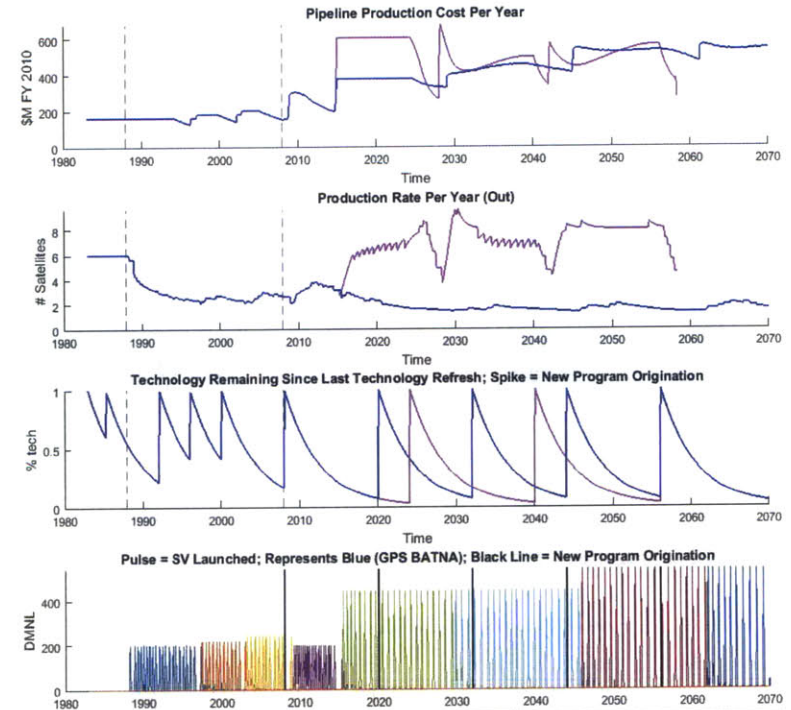 Pipeline Production Cost Per Year
$M FY 2010
600
400
200
0
1980 1990 2000 2010 2020 2030 2040 2050 2060 2070
Time
Production Rate Per Year (Out)
# Satellites
8
6
4
2
0
1980 1990 2000 2010 2020 2030 2040 2050 2060 2070
Time
Technology Remaining Since Last Technology Refresh; Spike = New Program Origination
% tech
1
0.5
0
1980 1990 2000 2010 2020 2030 2040 2050 2060 2070
Time
Pulse = SV Launched; Represents Blue (GPS BATNA); Black Line = New Program Origination
DMNL
400
200
0
1980 1990 2000 2010 2020 2030 2040 2050 2060 2070